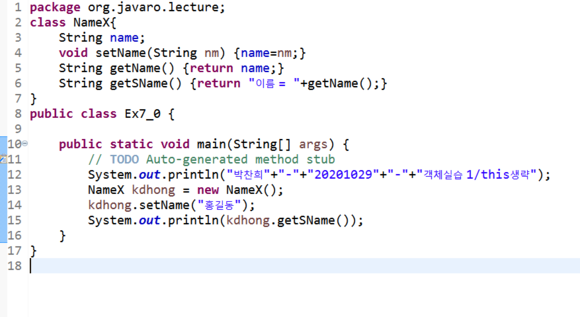 1 package org.javaro.lecture;
2 class NameX{
3     String name;
4     void setName(String nm) {name=nm;}
5     String getName() {return name;}
6     String getSName() {return "이름 = "+getName();}
7 }
8 public class Ex7_0 {
9
10     public static void main(String[] args) {
11         // TODO Auto-generated method stub
12         System.out.println("박찬희"+"-"+"20201029"+"-"+"객체실습 1/this생략");
13         NameX kdhong = new NameX();
14         kdhong.setName("홍길동");
15         System.out.println(kdhong.getSName());
16     }
17 }
18